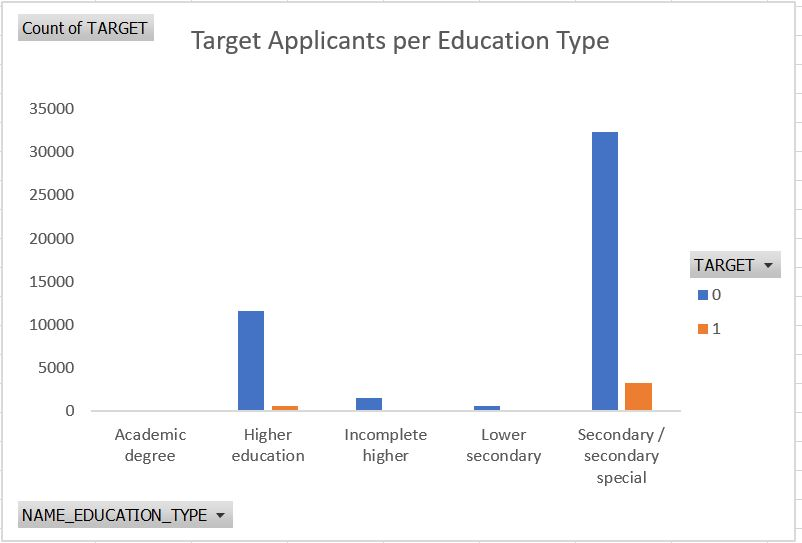 Count of TARGET
Target Applicants per Education Type
35000
30000
25000
20000
15000
10000
5000
0
Academic
degree
Higher
education
Incomplete
higher
Lower
secondary
Secondary /
secondary
special
TARGET
0
1
NAME_EDUCATION_TYPE